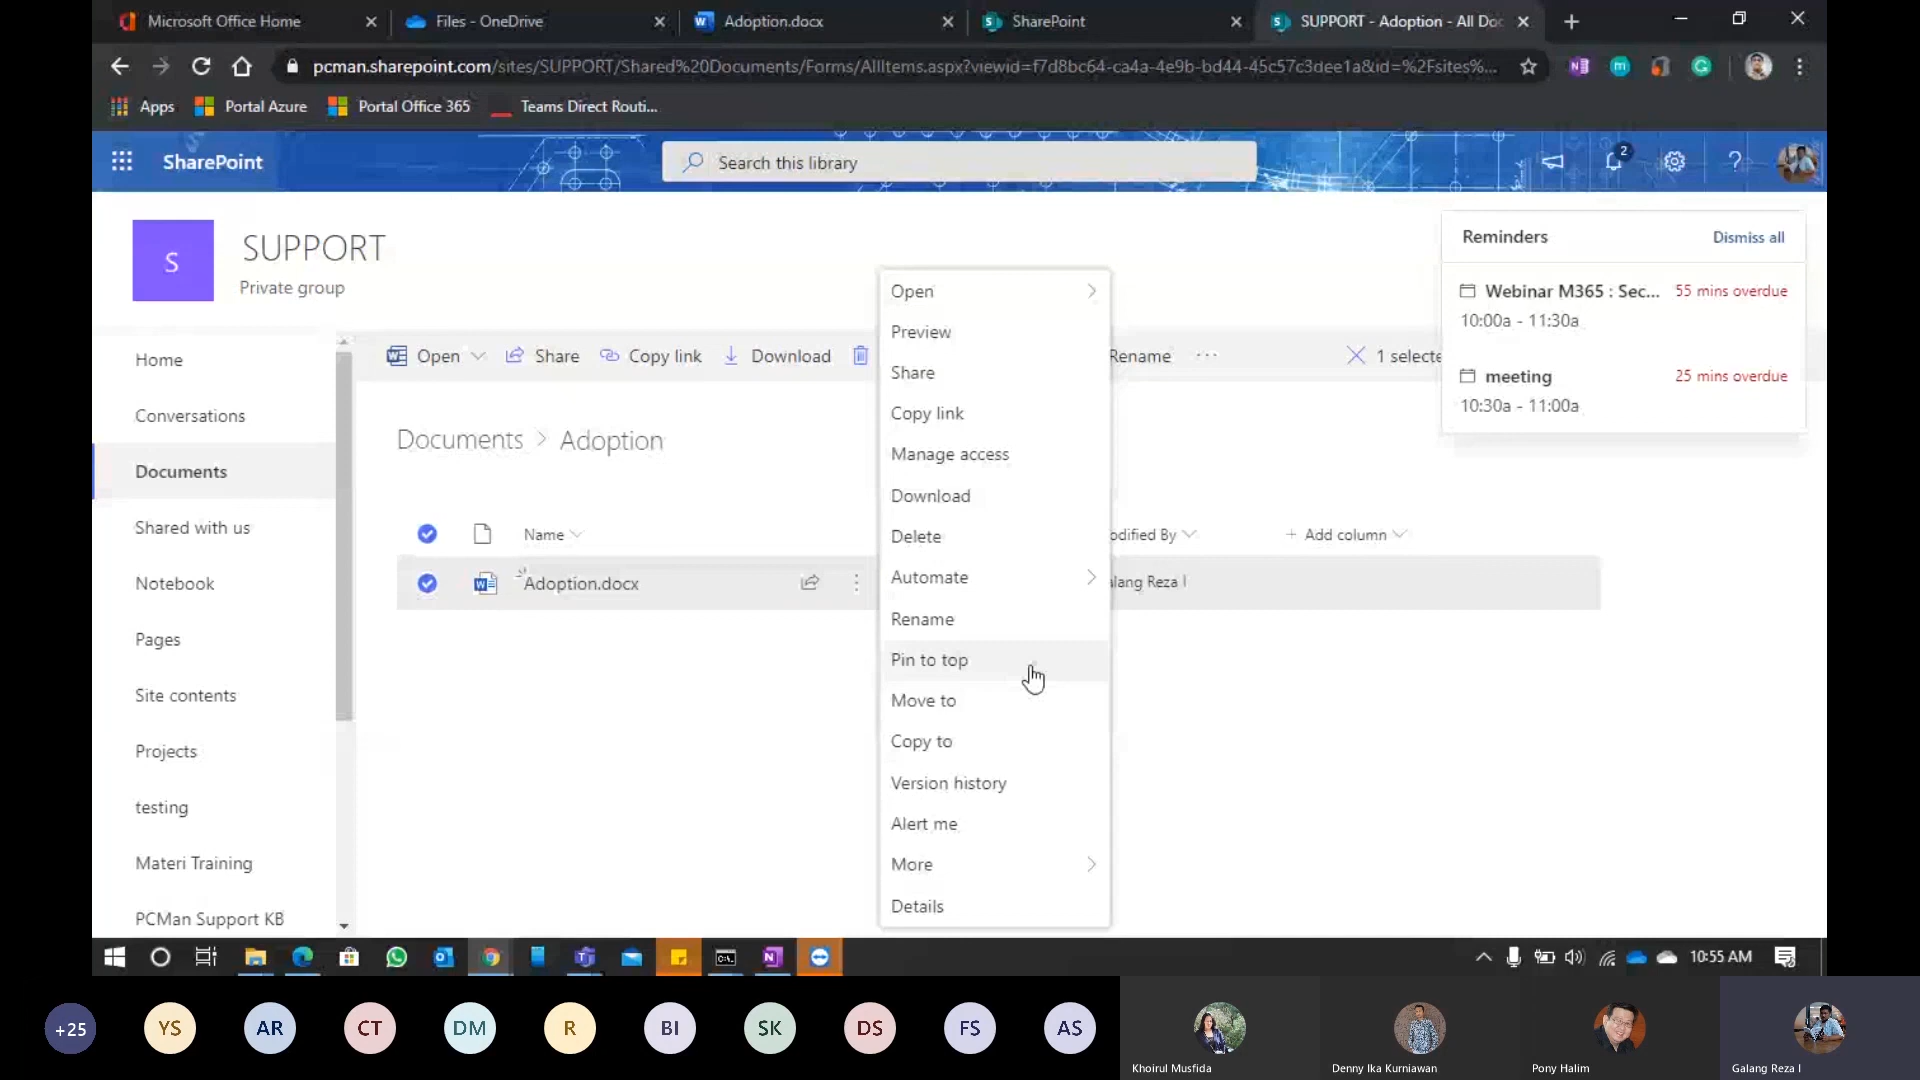 Microsoft Office Home
Files - OneDrive
Adoption.docx
SharePoint
SUPPORT - Adoption - All Doc
pcman.sharepoint.com/sites/SUPPORT/Shared%20Documents/Forms/AllItems.aspx?viewid=f7d8bc64-ca4a-4e9b-bd44-45c57c3dee1a&id=%2Fsites%...
Apps
Portal Azure
Portal Office 365
Teams Direct Routi...
SharePoint
Search this library
2
?
S
SUPPORT
Private group
Reminders
Dismiss all
Webinar M365 : Sec...
55 mins overdue
10:00a - 11:30a
meeting
25 mins overdue
10:30a - 11:00a
Home
Conversations
Documents
Shared with us
Notebook
Pages
Site contents
Projects
testing
Materi Training
PCMan Support KB
Open
Share
Copy link
Download
Rename
1 selecte
Documents > Adoption
Name
odified By
+ Add column
Adoption.docx
alang Reza I
Open
Preview
Share
Copy link
Manage access
Download
Delete
Automate
Rename
Pin to top
Move to
Copy to
Version history
Alert me
More
Details
10:55 AM
+25
YS
AR
CT
DM
R
BI
SK
DS
FS
AS
Khoirul Musfida
Denny Ika Kurniawan
Pony Halim
Galang Reza I